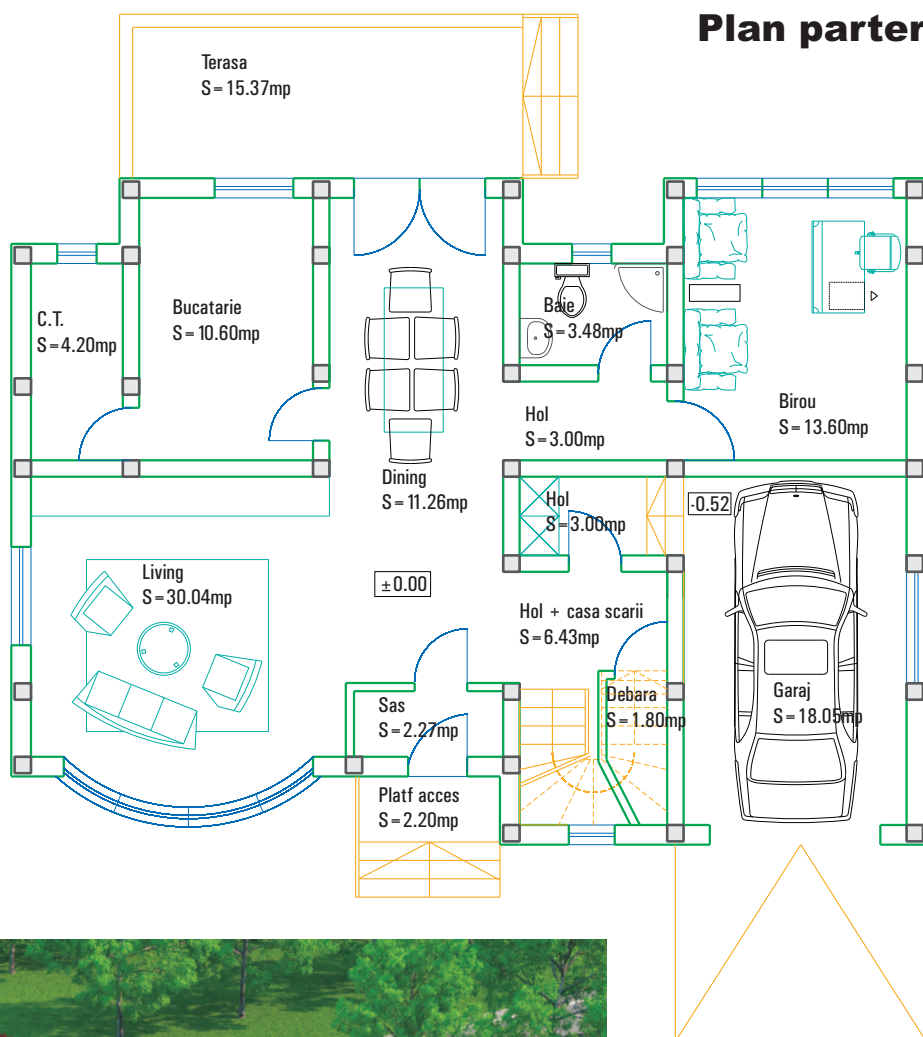 Plan parter
Terasa
S=15.37mp
C.T.
S=4.20mp
Bucatarie
S=10.60mp
Baie
S=3.48mp
Birou
S=13.60mp
Hol
S=3.00mp
Dining
S=11.26mp
Hol
S=3.00mp
-0.52
Living
S=30.04mp
±0.00
Hol + casa scarii
S=6.43mp
Sas
S=2.27mp
Debara
S=1.80mp
Garaj
S=18.05mp
Platf acces
S=2.20mp